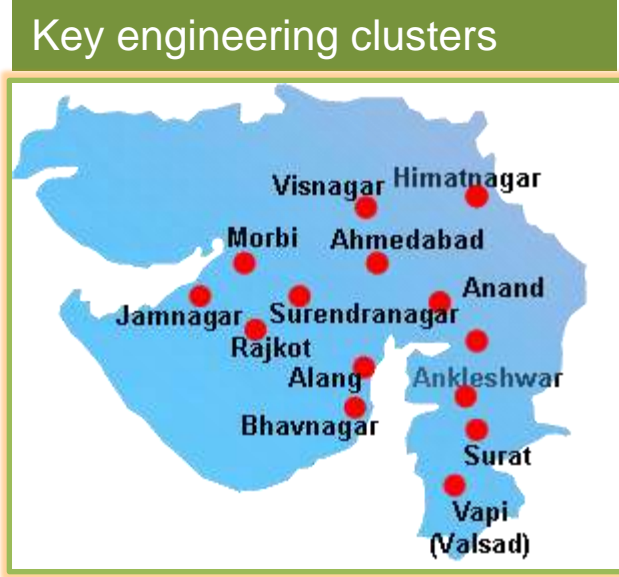 Key engineering clusters
Visnagar
Himatnagar
Morbi
Ahmedabad
Anand
Jamnagar
Surendranagar
Rajkot
Alang
Ankleshwar
Bhavnagar
Surat
Vapi
(Valsad)